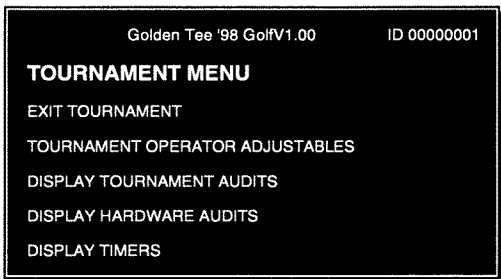 Golden Tee '98 GolfV1.00 ID 00000001
TOURNAMENT MENU
EXIT TOURNAMENT
TOURNAMENT OPERATOR ADJUSTABLES
DISPLAY TOURNAMENT AUDITS
DISPLAY HARDWARE AUDITS
DISPLAY TIMERS